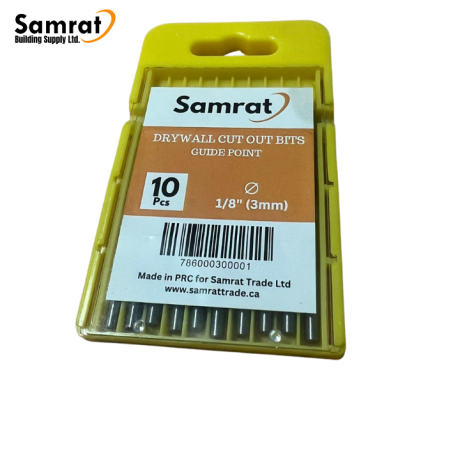 Samrat
Building Supply Ltd.
Samrat
DRYWALL CUT OUT BITS
GUIDE POINT
10
Pcs
∅
1/8" (3mm)
786000300001
Made in PRC for Samrat Trade Ltd
www.samrattrade.ca